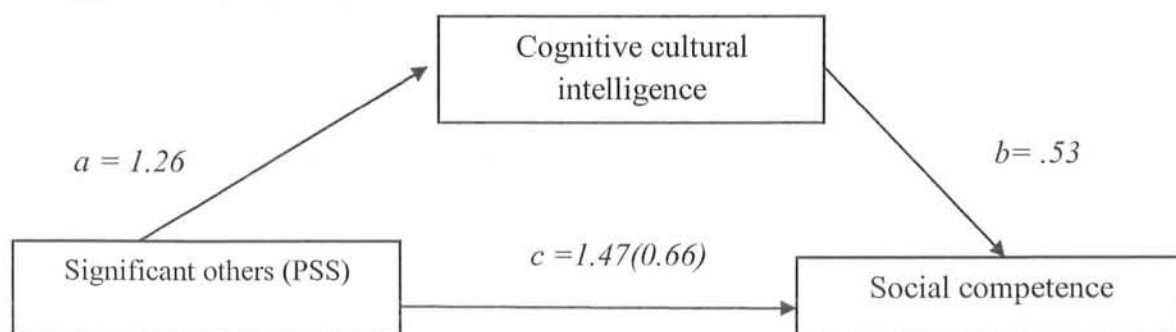 Cognitive cultural
intelligence
a = 1.26
b= .53
c =1.47(0.66)
Significant others (PSS)
Social competence